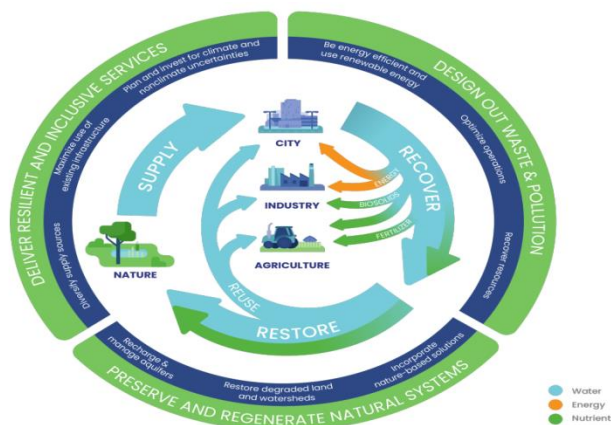 DELIVER RESILIENT AND INCLUSIVE SERVICES
Plan and invest for climate and
nonclimate uncertainties
Maximize use of
existing infrastructure
Diversify supply sources
DESIGN OUT WASTE & POLLUTION
Be energy efficient and
use renewable energy
Optimize operations
Recover resources
PRESERVE AND REGENERATE NATURAL SYSTEMS
Recharge &
manage aquifers
Restore degraded land
and watersheds
Incorporate
nature-based solutions
SUPPLY
CITY
RECOVER
ENERGY
INDUSTRY
BIOSOLIDS
FERTILIZER
AGRICULTURE
NATURE
REUSE
RESTORE
Water
Energy
Nutrient